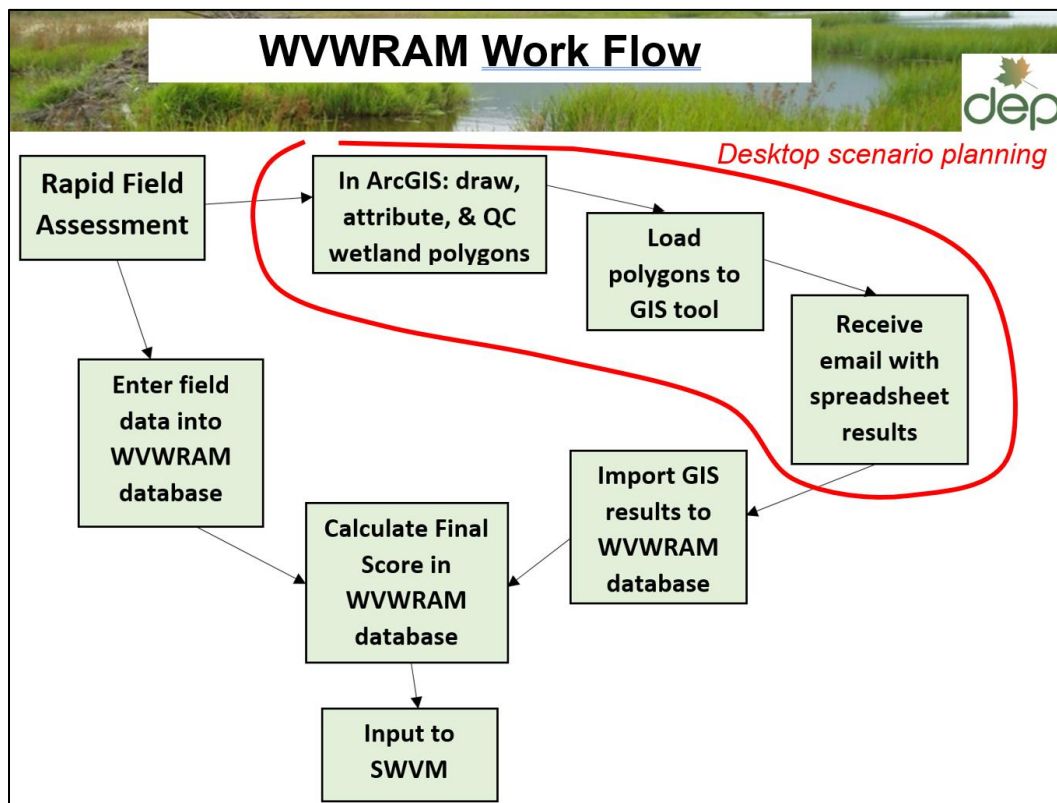 WVWRAM Work Flow
dep
Desktop scenario planning
Rapid Field
Assessment
In ArcGIS: draw,
attribute, & QC
wetland polygons
Load
polygons to
GIS tool
Receive
email with
spreadsheet
results
Enter field
data into
WVWRAM
database
Import GIS
results to
WVWRAM
database
Calculate Final
Score in
WVWRAM
database
Input to
SWVM